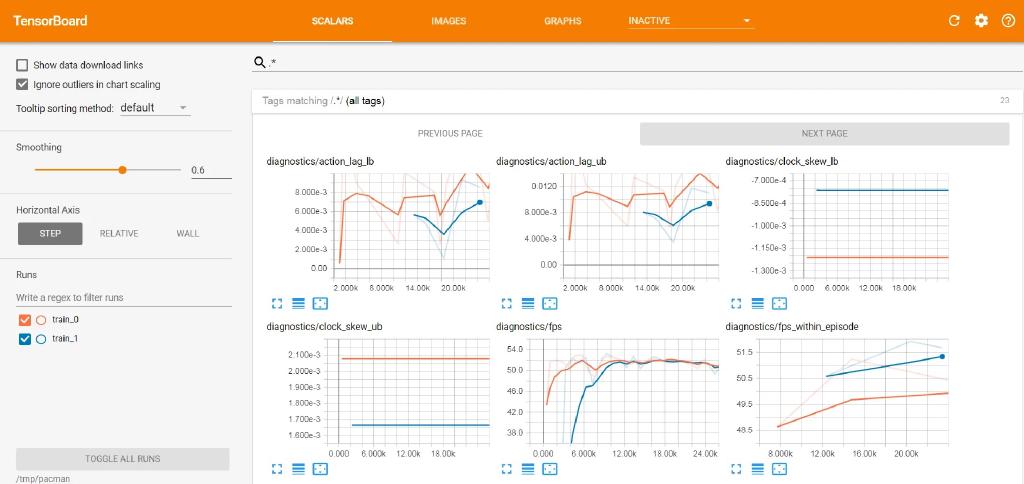 TensorBoard SCALARS IMAGES GRAPHS INACTIVE
Show data download links
Ignore outliers in chart scaling
Tooltip sorting method: default
Smoothing
0.6
Horizontal Axis
STEP RELATIVE WALL
Runs
Write a regex to filter runs
train_0
train_1
TOGGLE ALL RUNS
/tmp/pacman
.*
Tags matching /.*/ (all tags) 23
PREVIOUS PAGE NEXT PAGE
diagnostics/action_lag_lb
8.000e-3
6.000e-3
4.000e-3
2.000e-3
0.00
2.000k 8.000k 14.00k 20.00k
diagnostics/action_lag_ub
0.0120
8.000e-3
4.000e-3
0.00
2.000k 8.000k 14.00k 20.00k
diagnostics/clock_skew_lb
-7.000e-4
-8.500e-4
-1.000e-3
-1.150e-3
-1.300e-3
0.000 6.000k 12.00k 18.00k
diagnostics/clock_skew_ub
2.100e-3
2.000e-3
1.900e-3
1.800e-3
1.700e-3
1.600e-3
0.000 6.000k 12.00k 18.00k
diagnostics/fps
54.0
50.0
46.0
42.0
38.0
0.000 6.000k 12.00k 18.00k 24.00k
diagnostics/fps_within_episode
51.5
50.5
49.5
48.5
8.000k 12.00k 16.00k 20.00k